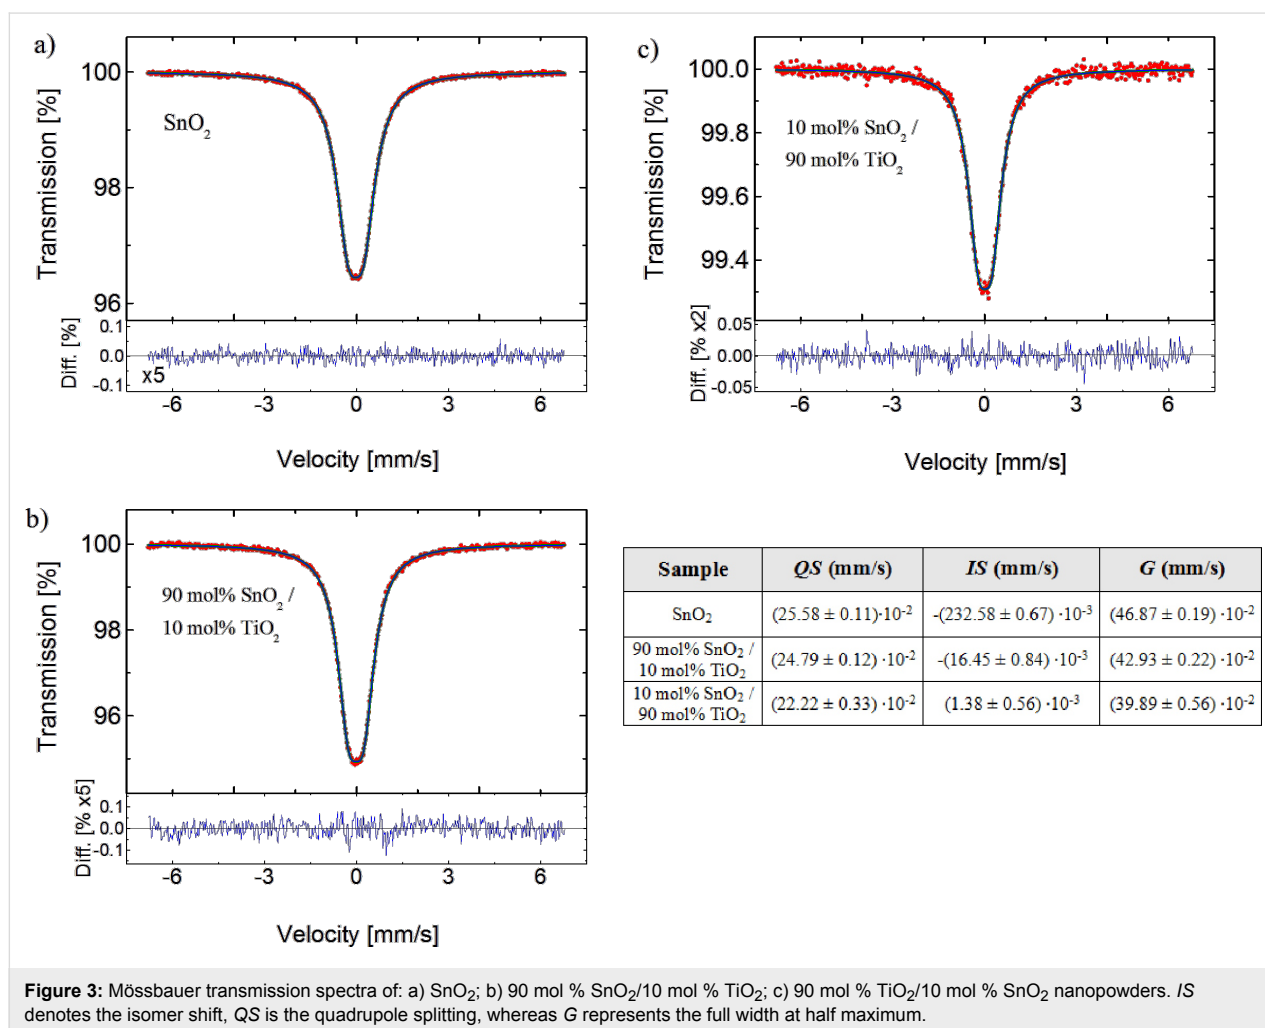 a)
100
98
96
Transmission [%]
SnO2
0.1
0.0
-0.1
Diff. [%]
x5
-6 -3 0 3 6
Velocity [mm/s]
c)
100.0
99.8
99.6
99.4
Transmission [%]
10 mol% SnO2 /
90 mol% TiO2
0.05
0.00
-0.05
Diff. [% x2]
-6 -3 0 3 6
Velocity [mm/s]
b)
100
98
96
Transmission [%]
90 mol% SnO2 /
10 mol% TiO2
0.1
0.0
-0.1
Diff. [% x5]
-6 -3 0 3 6
Velocity [mm/s]
Sample QS (mm/s) IS (mm/s) G (mm/s)
SnO2 (25.58 ± 0.11)·10-2 -(232.58 ± 0.67) ·10-3 (46.87 ± 0.19) ·10-2
90 mol% SnO2 /
10 mol% TiO2 (24.79 ± 0.12) ·10-2 -(16.45 ± 0.84) ·10-3 (42.93 ± 0.22) ·10-2
10 mol% SnO2 /
90 mol% TiO2 (22.22 ± 0.33) ·10-2 (1.38 ± 0.56) ·10-3 (39.89 ± 0.56) ·10-2
Figure 3: Mössbauer transmission spectra of: a) SnO2; b) 90 mol % SnO2/10 mol % TiO2; c) 90 mol % TiO2/10 mol % SnO2 nanopowders. IS
denotes the isomer shift, QS is the quadrupole splitting, whereas G represents the full width at half maximum.